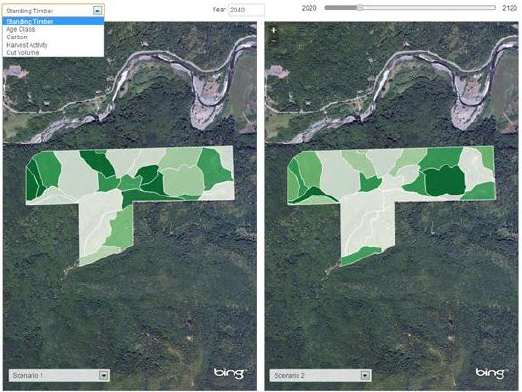 Standing Timber
Year: 2040
2020
2120
Standing Timber
Age Class
Carbon
Harvest Activity
Cut Volume
+
Scenario 1
bing
Scenario 2
bing